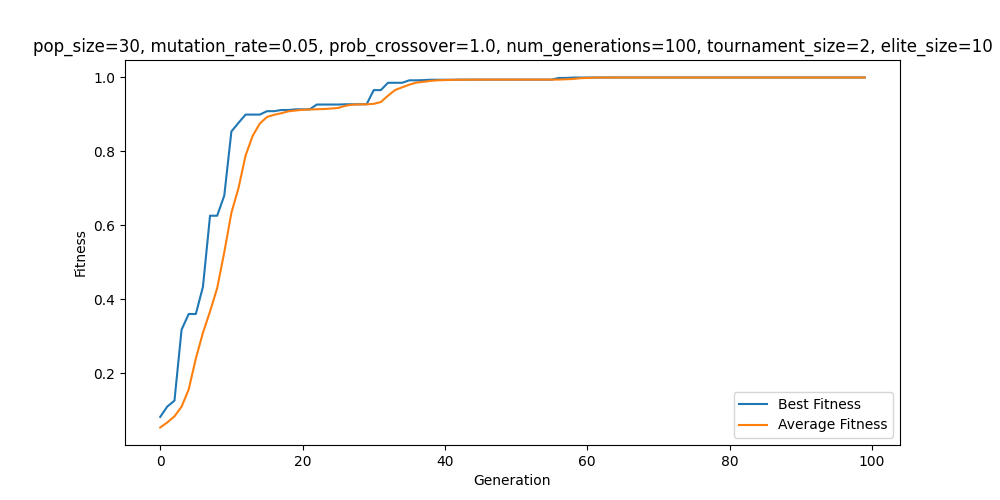 pop_size=30, mutation_rate=0.05, prob_crossover=1.0, num_generations=100, tournament_size=2, elite_size=10
1.0
0.8
0.6
0.4
0.2
Fitness
Best Fitness
Average Fitness
0 20 40 60 80 100
Generation